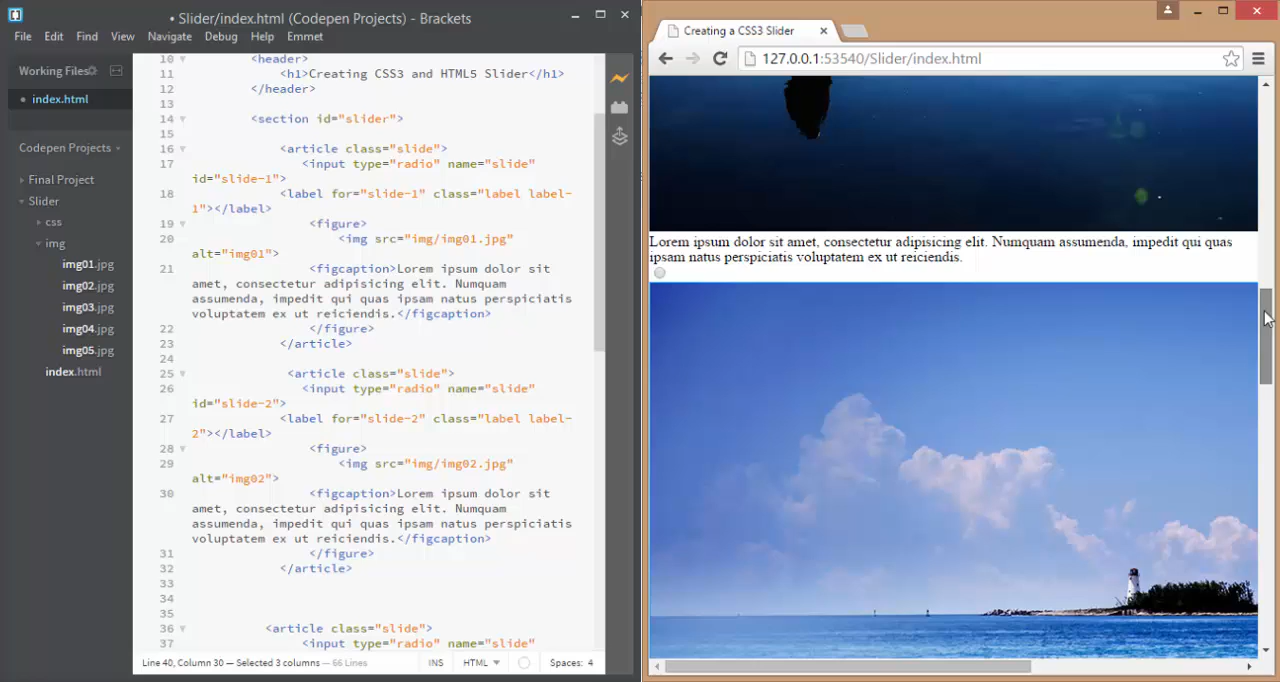 • Slider/index.html (Codepen Projects) - Brackets
File Edit Find View Navigate Debug Help Emmet
Working Files
• index.html
Codepen Projects
Final Project
Slider
css
img
img01.jpg
img02.jpg
img03.jpg
img04.jpg
img05.jpg
index.html
10 <header>
11 <h1>Creating CSS3 and HTML5 Slider</h1>
12 </header>
13
14 <section id="slider">
15
16 <article class="slide">
17 <input type="radio" name="slide"
id="slide-1">
18 <label for="slide-1" class="label label-
1"></label>
19 <figure>
20 <img src="img/img01.jpg"
alt="img01">
21 <figcaption>Lorem ipsum dolor sit
amet, consectetur adipisicing elit. Numquam
assumenda, impedit qui quas ipsam natus perspiciatis
voluptatem ex ut reiciendis.</figcaption>
22 </figure>
23 </article>
24
25 <article class="slide">
26 <input type="radio" name="slide"
id="slide-2">
27 <label for="slide-2" class="label label-
2"></label>
28 <figure>
29 <img src="img/img02.jpg"
alt="img02">
30 <figcaption>Lorem ipsum dolor sit
amet, consectetur adipisicing elit. Numquam
assumenda, impedit qui quas ipsam natus perspiciatis
voluptatem ex ut reiciendis.</figcaption>
31 </figure>
32 </article>
33
34
35
36 <article class="slide">
37 <input type="radio" name="slide"
Line 40, Column 30 — Selected 3 columns — 66 Lines
INS HTML Spaces: 4
Creating a CSS3 Slider
127.0.0.1:53540/Slider/index.html
Lorem ipsum dolor sit amet, consectetur adipisicing elit. Numquam assumenda, impedit qui quas
ipsam natus perspiciatis voluptatem ex ut reiciendis.